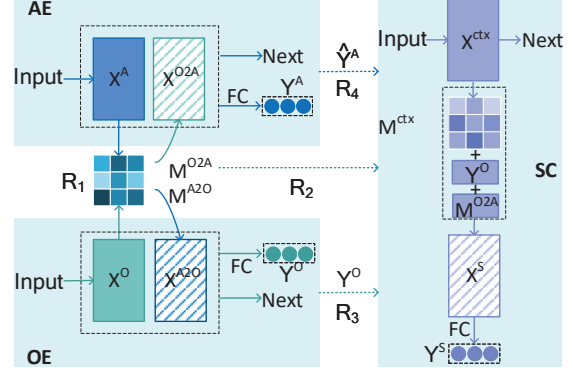 AE
Input
X^A
X^O2A
Next
FC
Y^A
R1
M^O2A
M^A2O
Input
X^O
X^A2O
FC
Y^O
Next
OE
Ŷ^A
R4
M^ctx
R2
Y^O
R3
Input
X^ctx
Next
+
Y^O
+
M^O2A
SC
X^S
FC
Y^S